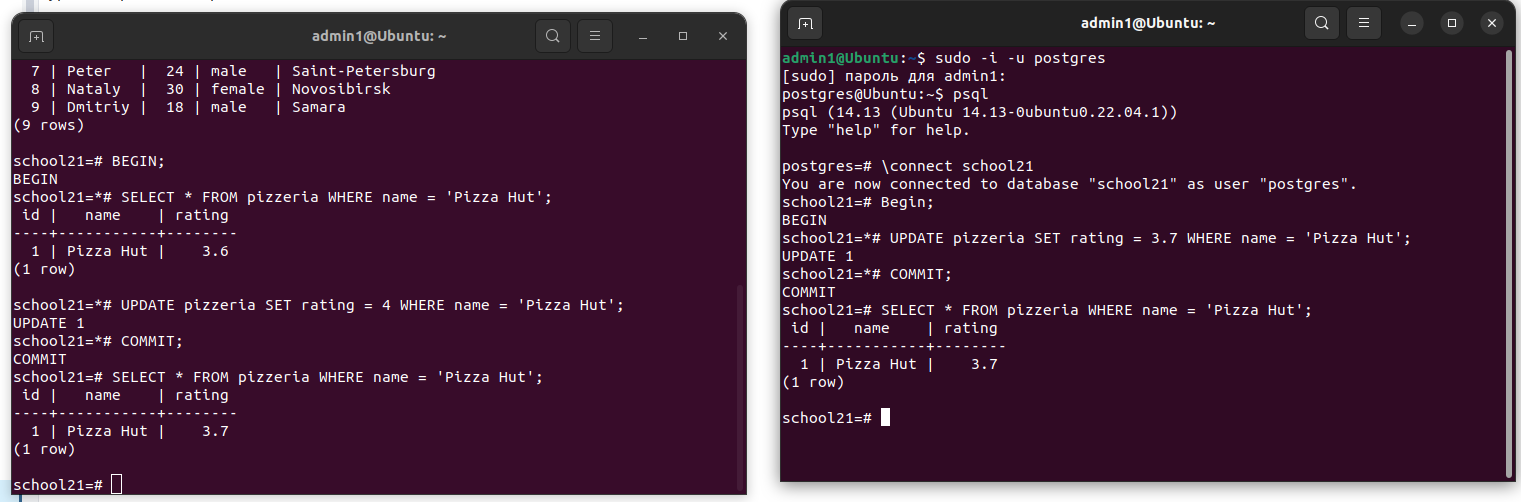 admin1@Ubuntu: ~
  7 | Peter   |  24 | male   | Saint-Petersburg
  8 | Nataly  |  30 | female | Novosibirsk
  9 | Dmitriy |  18 | male   | Samara
(9 rows)
school21=# BEGIN;
BEGIN
school21=*# SELECT * FROM pizzeria WHERE name = 'Pizza Hut';
 id |   name    | rating
----+-----------+--------
  1 | Pizza Hut |    3.6
(1 row)
school21=*# UPDATE pizzeria SET rating = 4 WHERE name = 'Pizza Hut';
UPDATE 1
school21=*# COMMIT;
COMMIT
school21=# SELECT * FROM pizzeria WHERE name = 'Pizza Hut';
 id |   name    | rating
----+-----------+--------
  1 | Pizza Hut |    3.7
(1 row)
school21=#
admin1@Ubuntu: ~
admin1@Ubuntu:~$ sudo -i -u postgres
[sudo] пароль для admin1:
postgres@Ubuntu:~$ psql
psql (14.13 (Ubuntu 14.13-0ubuntu0.22.04.1))
Type "help" for help.
postgres=# \connect school21
You are now connected to database "school21" as user "postgres".
school21=# Begin;
BEGIN
school21=*# UPDATE pizzeria SET rating = 3.7 WHERE name = 'Pizza Hut';
UPDATE 1
school21=*# COMMIT;
COMMIT
school21=# SELECT * FROM pizzeria WHERE name = 'Pizza Hut';
 id |   name    | rating
----+-----------+--------
  1 | Pizza Hut |    3.7
(1 row)
school21=#